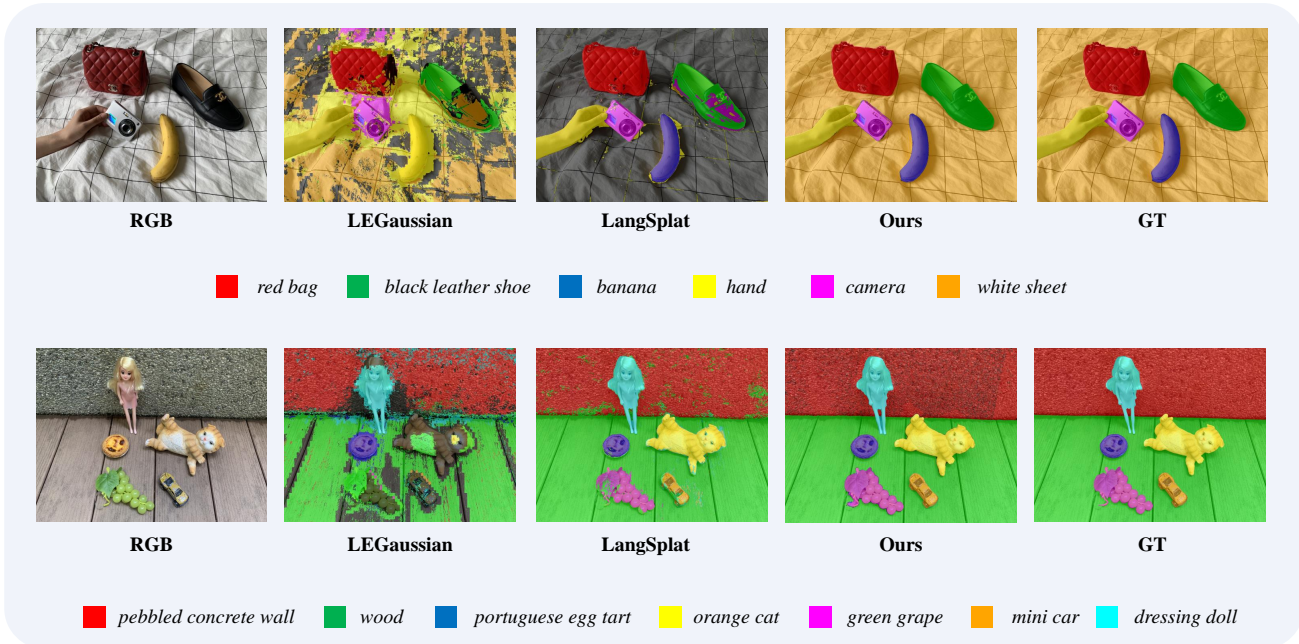 RGB LEGaussian LangSplat Ours GT
red bag black leather shoe banana hand camera white sheet
RGB LEGaussian LangSplat Ours GT
pebbled concrete wall wood portuguese egg tart orange cat green grape mini car dressing doll